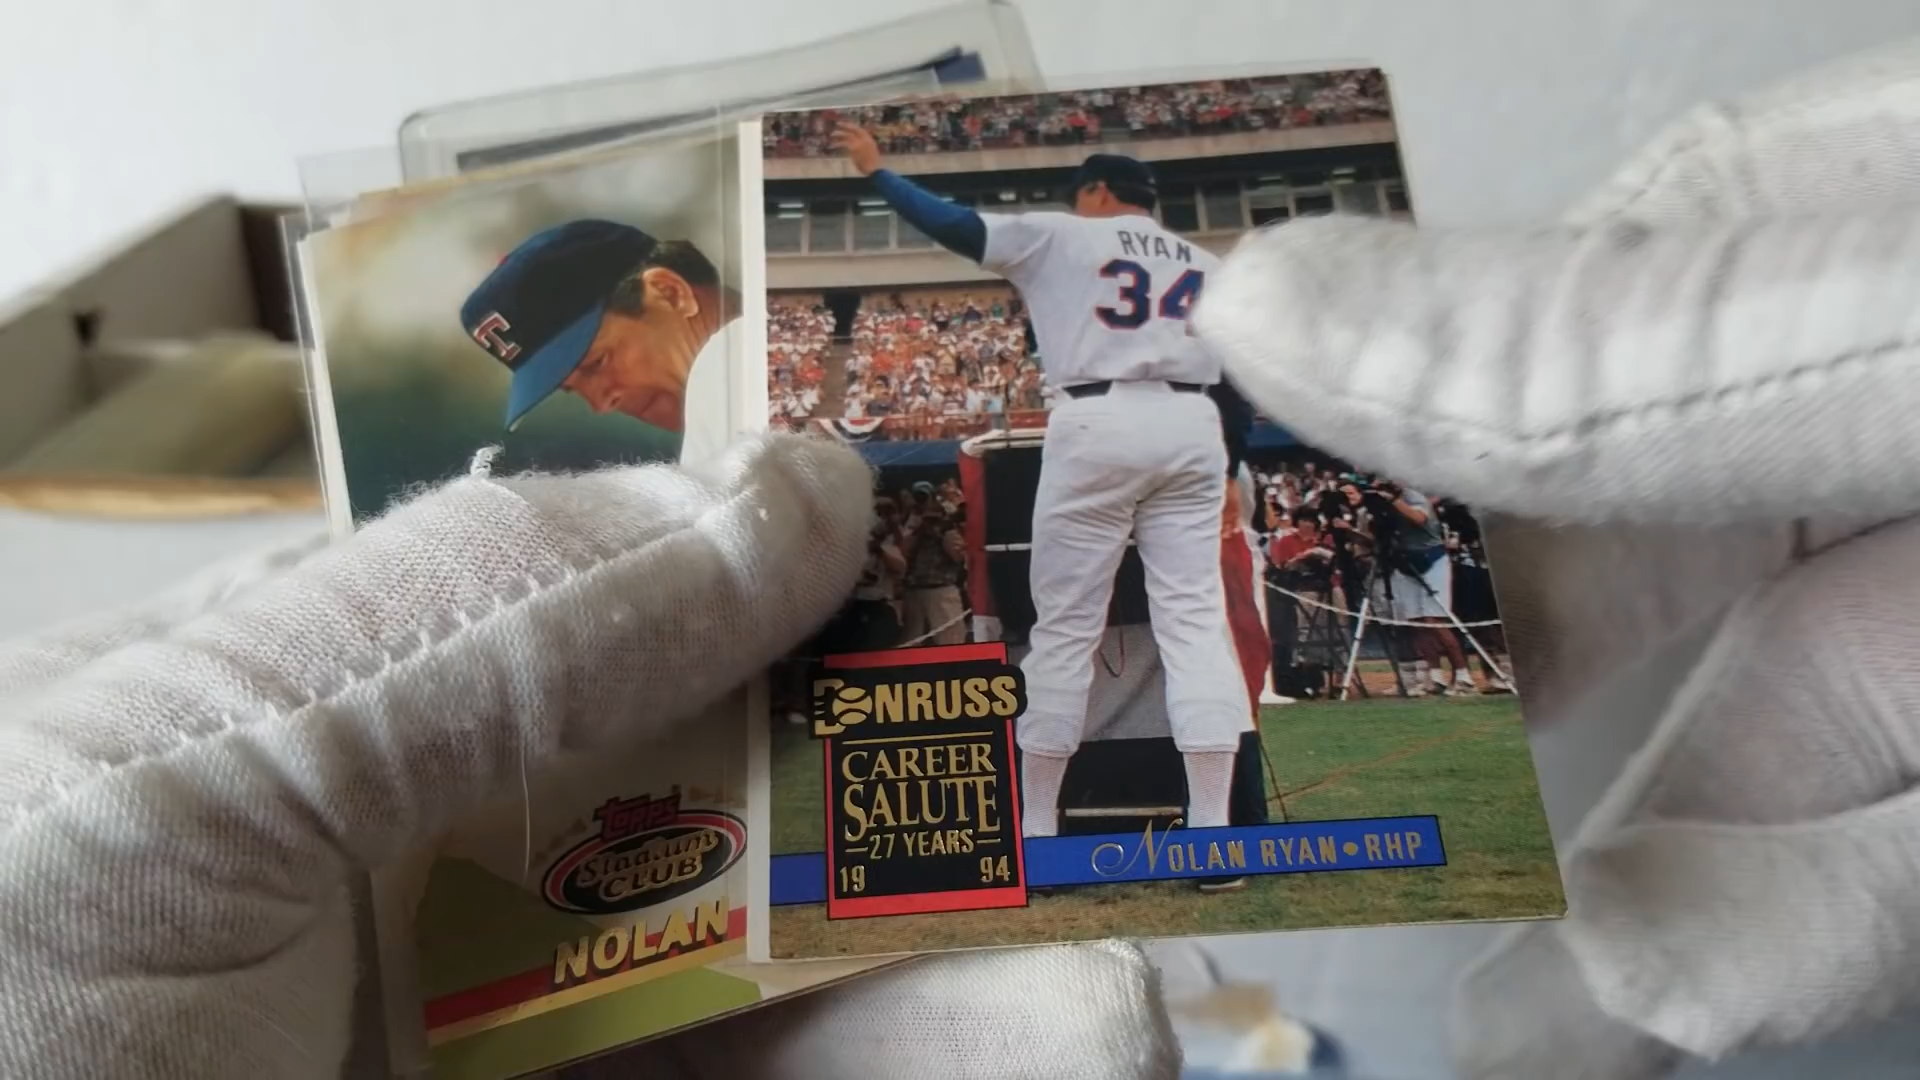 T
RYAN
34
DONRUSS
CAREER
SALUTE
27 YEARS
19 94
NOLAN RYAN•RHP
topps
Stadium
CLUB
NOLAN